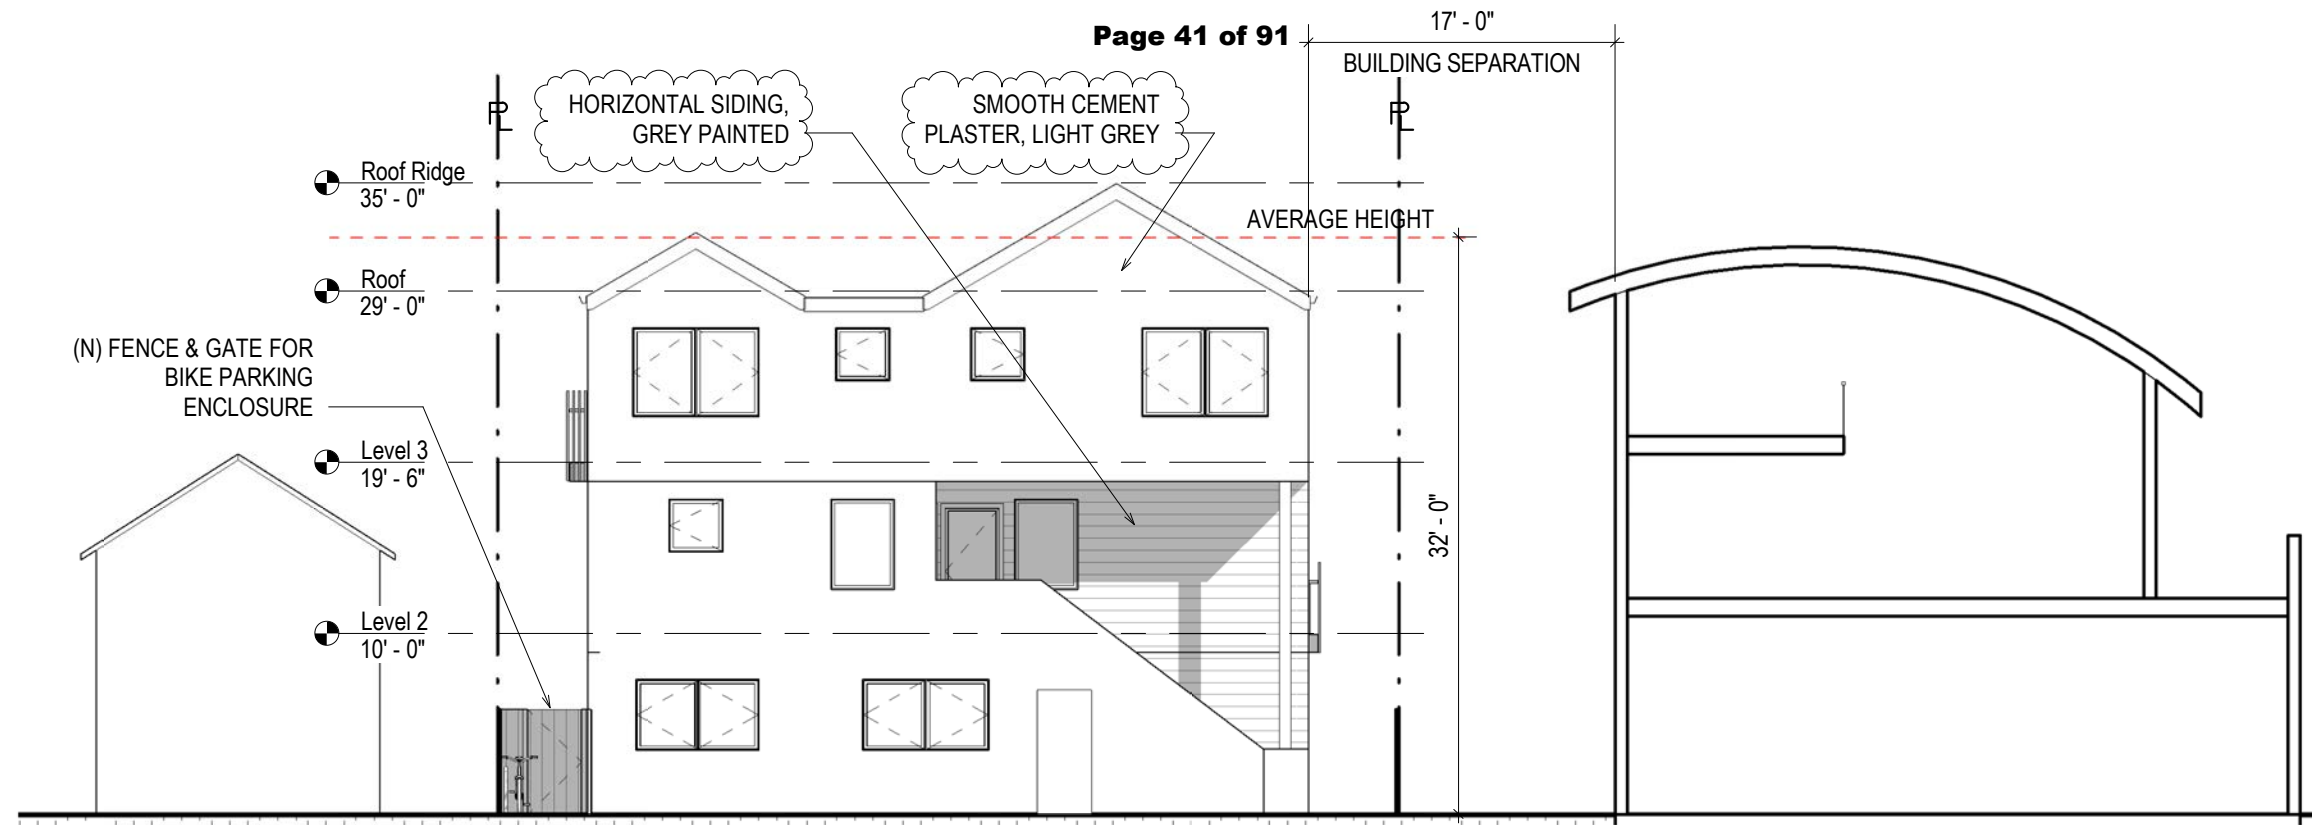 Page 41 of 91
17' - 0"
BUILDING SEPARATION
HORIZONTAL SIDING,
GREY PAINTED
SMOOTH CEMENT
PLASTER, LIGHT GREY
PL
PL
Roof Ridge
35' - 0"
AVERAGE HEIGHT
Roof
29' - 0"
(N) FENCE & GATE FOR
BIKE PARKING
ENCLOSURE
Level 3
19' - 6"
32' - 0"
Level 2
10' - 0"